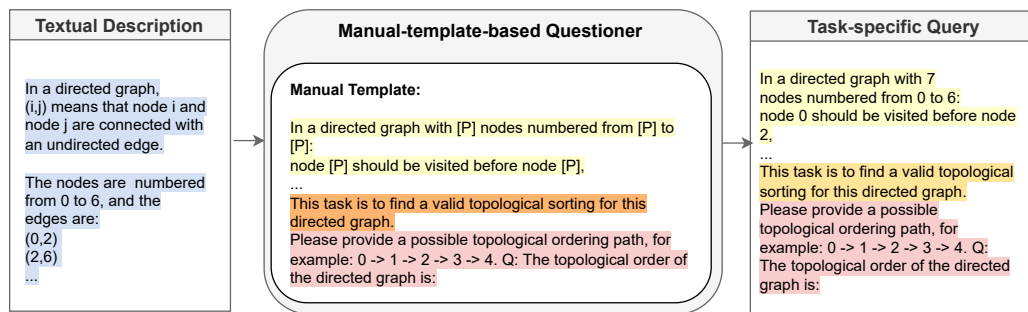 Textual Description
In a directed graph,
(i,j) means that node i and
node j are connected with
an undirected edge.
The nodes are numbered
from 0 to 6, and the
edges are:
(0,2)
(2,6)
...
Manual-template-based Questioner
Manual Template:
In a directed graph with [P] nodes numbered from [P] to
[P]:
node [P] should be visited before node [P],
...
This task is to find a valid topological sorting for this
directed graph.
Please provide a possible topological ordering path, for
example: 0 -> 1 -> 2 -> 3 -> 4. Q: The topological order of
the directed graph is:
Task-specific Query
In a directed graph with 7
nodes numbered from 0 to 6:
node 0 should be visited before node
2,
...
This task is to find a valid topological
sorting for this directed graph.
Please provide a possible
topological ordering path, for
example: 0 -> 1 -> 2 -> 3 -> 4. Q:
The topological order of the directed
graph is: